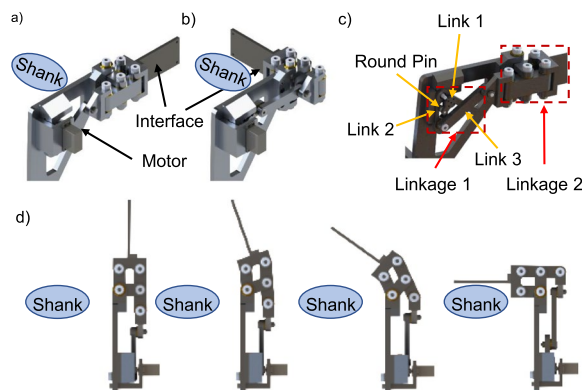 a)
b)
c)
Link 1
Shank
Shank
Round Pin
Interface
Link 2
Motor
Link 3
Linkage 1
Linkage 2
d)
Shank
Shank
Shank
Shank